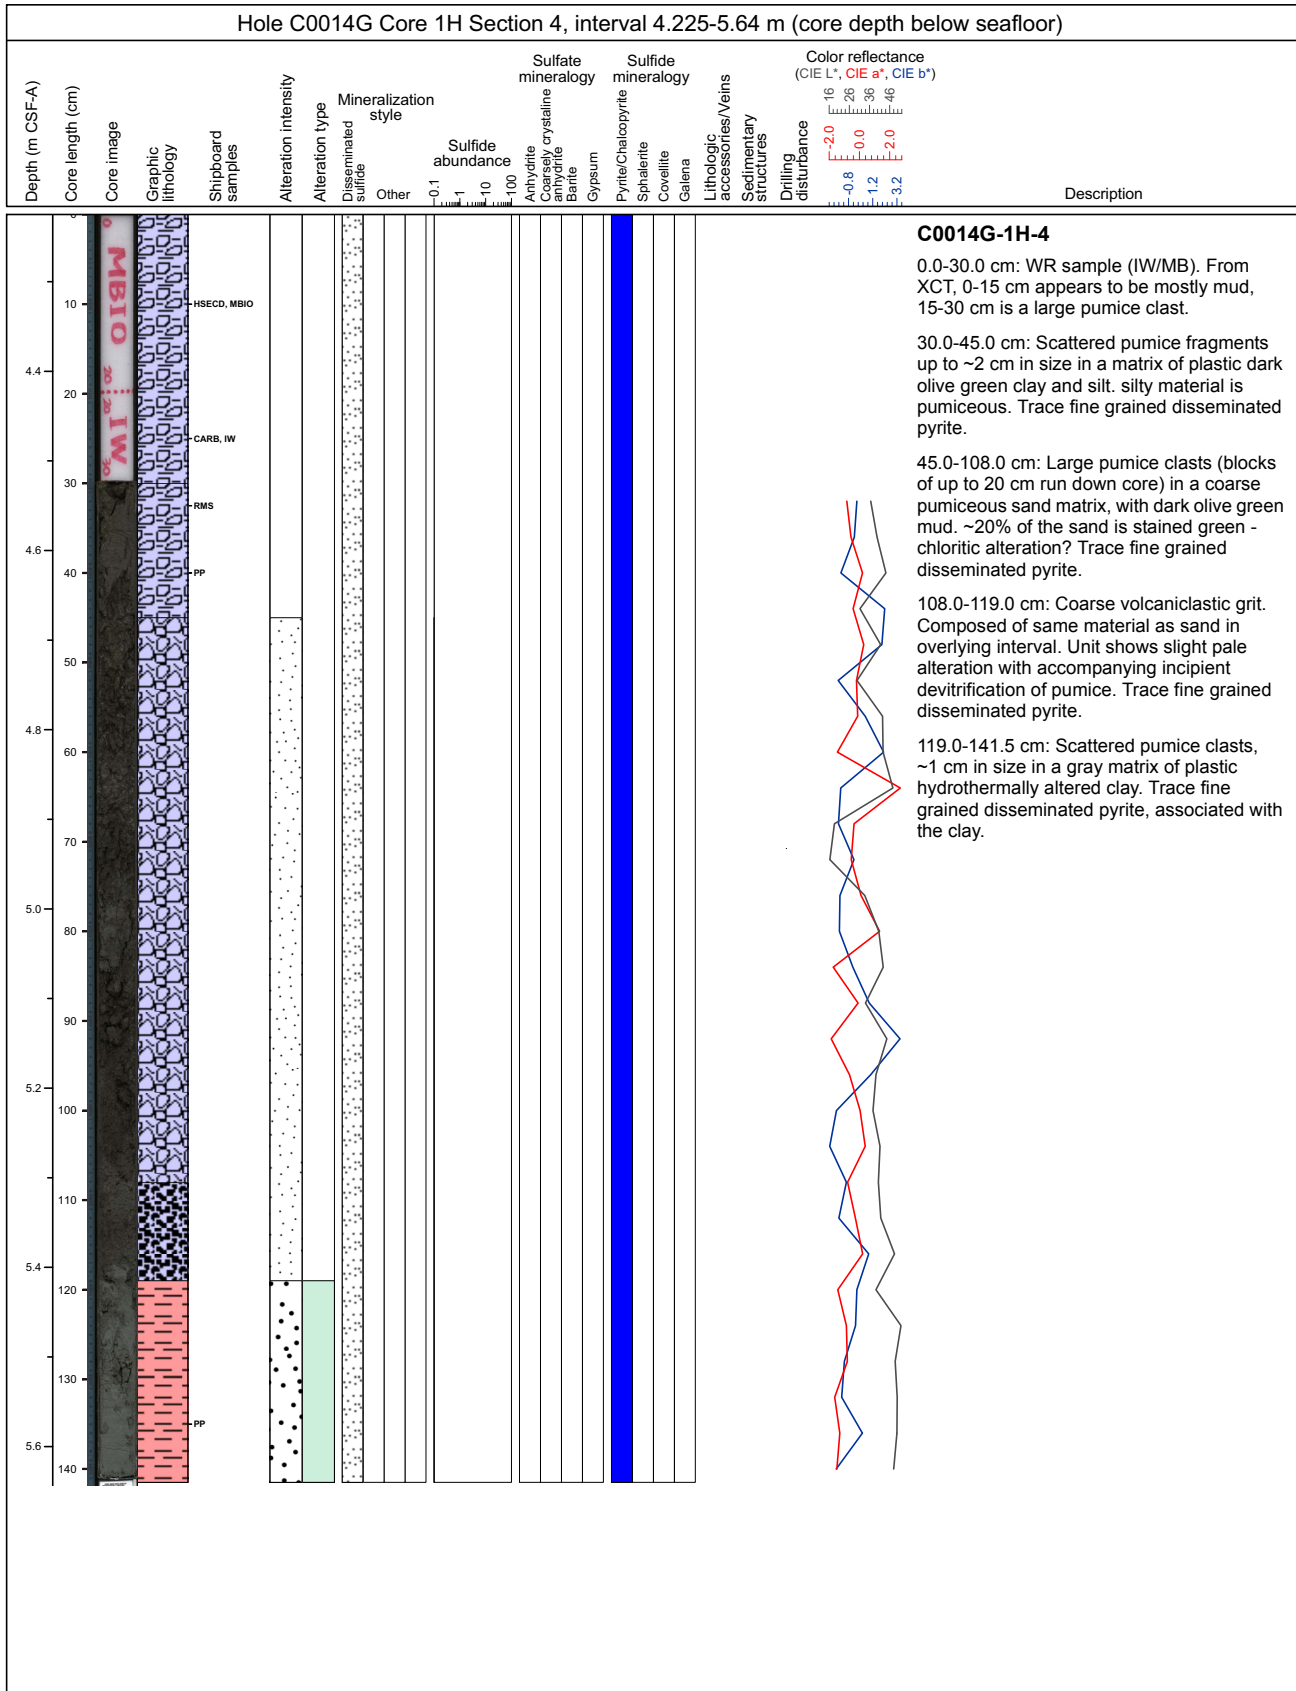 Hole C0014G Core 1H Section 4, interval 4.225-5.64 m (core depth below seafloor)
Depth (m CSF-A)
Core length (cm)
Core image
Graphic
lithology
Shipboard
samples
Alteration intensity
Alteration type
Mineralization
style
Disseminated
sulfide
Other
Sulfide
abundance
0.1
1
10
100
Sulfate
mineralogy
Anhydrite
Coarsely crystaline
anhydrite
Barite
Gypsum
Sulfide
mineralogy
Pyrite/Chalcopyrite
Sphalerite
Covellite
Galena
Lithologic
accessories/Veins
Sedimentary
structures
Drilling
disturbance
Color reflectance
(CIE L*, CIE a*, CIE b*)
16
26
36
46
-2.0
0.0
2.0
-0.8
1.2
3.2
Description
4.4
4.6
4.8
5.0
5.2
5.4
5.6
0
10
20
30
40
50
60
70
80
90
100
110
120
130
140
0
MBIO
20
20
IW
30
HSECD, MBIO
CARB, IW
RMS
PP
PP
C0014G-1H-4
0.0-30.0 cm: WR sample (IW/MB). From
XCT, 0-15 cm appears to be mostly mud,
15-30 cm is a large pumice clast.
30.0-45.0 cm: Scattered pumice fragments
up to ~2 cm in size in a matrix of plastic dark
olive green clay and silt. silty material is
pumiceous. Trace fine grained disseminated
pyrite.
45.0-108.0 cm: Large pumice clasts (blocks
of up to 20 cm run down core) in a coarse
pumiceous sand matrix, with dark olive green
mud. ~20% of the sand is stained green -
chloritic alteration? Trace fine grained
disseminated pyrite.
108.0-119.0 cm: Coarse volcaniclastic grit.
Composed of same material as sand in
overlying interval. Unit shows slight pale
alteration with accompanying incipient
devitrification of pumice. Trace fine grained
disseminated pyrite.
119.0-141.5 cm: Scattered pumice clasts,
~1 cm in size in a gray matrix of plastic
hydrothermally altered clay. Trace fine
grained disseminated pyrite, associated with
the clay.